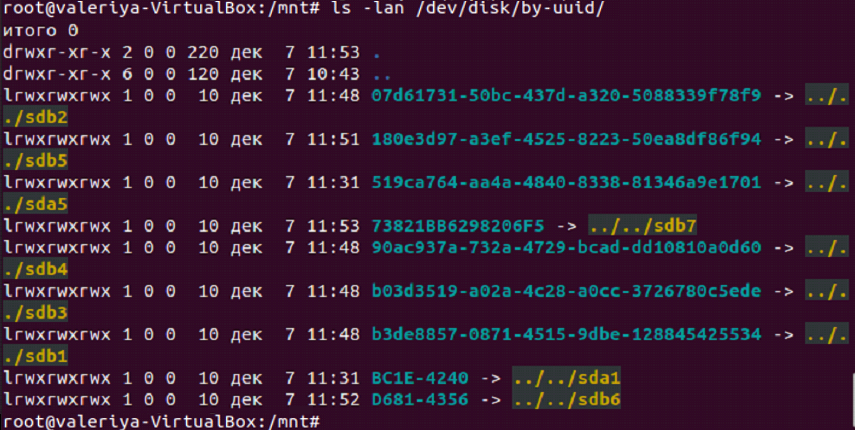 root@valeriya-VirtualBox:/mnt# ls -lan /dev/disk/by-uuid/
итого 0
drwxr-xr-x 2 0 0 220 дек  7 11:53 .
drwxr-xr-x 6 0 0 120 дек  7 10:43 ..
lrwxrwxrwx 1 0 0  10 дек  7 11:48 07d61731-50bc-437d-a320-5088339f78f9 -> ../.
./sdb2
lrwxrwxrwx 1 0 0  10 дек  7 11:51 180e3d97-a3ef-4525-8223-50ea8df86f94 -> ../.
./sdb5
lrwxrwxrwx 1 0 0  10 дек  7 11:31 519ca764-aa4a-4840-8338-81346a9e1701 -> ../.
./sda5
lrwxrwxrwx 1 0 0  10 дек  7 11:53 73821BB6298206F5 -> ../../sdb7
lrwxrwxrwx 1 0 0  10 дек  7 11:48 90ac937a-732a-4729-bcad-dd10810a0d60 -> ../.
./sdb4
lrwxrwxrwx 1 0 0  10 дек  7 11:48 b03d3519-a02a-4c28-a0cc-3726780c5ede -> ../.
./sdb3
lrwxrwxrwx 1 0 0  10 дек  7 11:48 b3de8857-0871-4515-9dbe-128845425534 -> ../.
./sdb1
lrwxrwxrwx 1 0 0  10 дек  7 11:31 BC1E-4240 -> ../../sda1
lrwxrwxrwx 1 0 0  10 дек  7 11:52 D681-4356 -> ../../sdb6
root@valeriya-VirtualBox:/mnt#